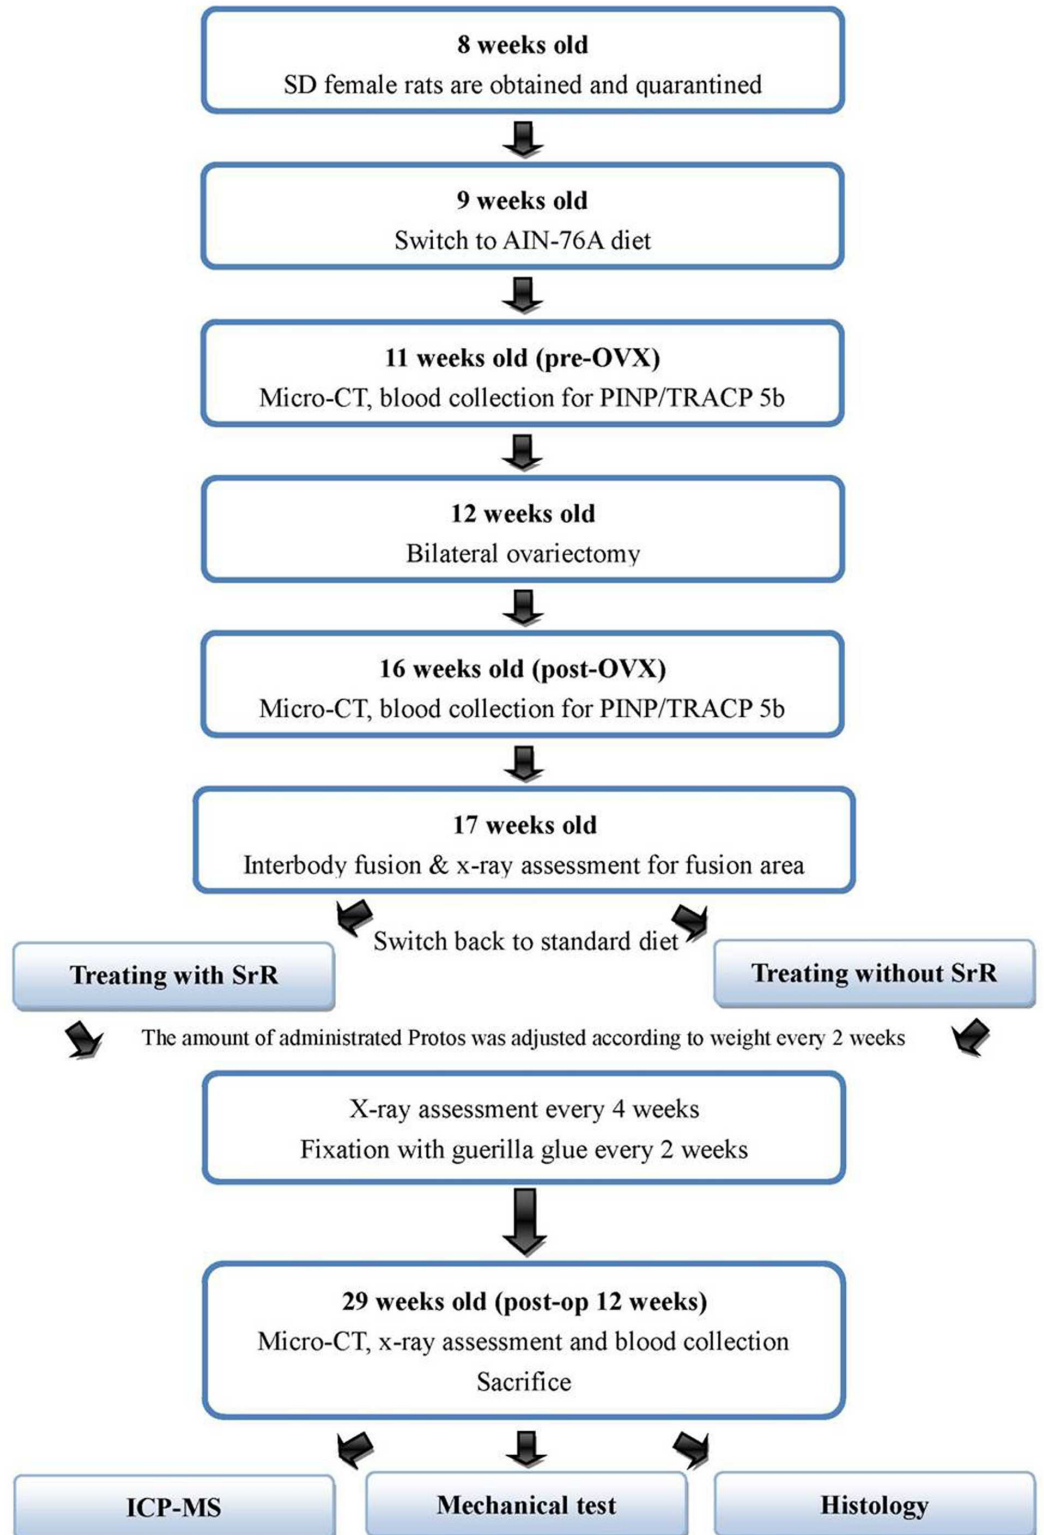 8 weeks old
SD female rats are obtained and quarantined
9 weeks old
Switch to AIN-76A diet
11 weeks old (pre-OVX)
Micro-CT, blood collection for PINP/TRACP 5b
12 weeks old
Bilateral ovariectomy
16 weeks old (post-OVX)
Micro-CT, blood collection for PINP/TRACP 5b
17 weeks old
Interbody fusion & x-ray assessment for fusion area
Switch back to standard diet
Treating with SrR
Treating without SrR
The amount of administrated Protos was adjusted according to weight every 2 weeks
X-ray assessment every 4 weeks
Fixation with guerilla glue every 2 weeks
29 weeks old (post-op 12 weeks)
Micro-CT, x-ray assessment and blood collection
Sacrifice
ICP-MS
Mechanical test
Histology